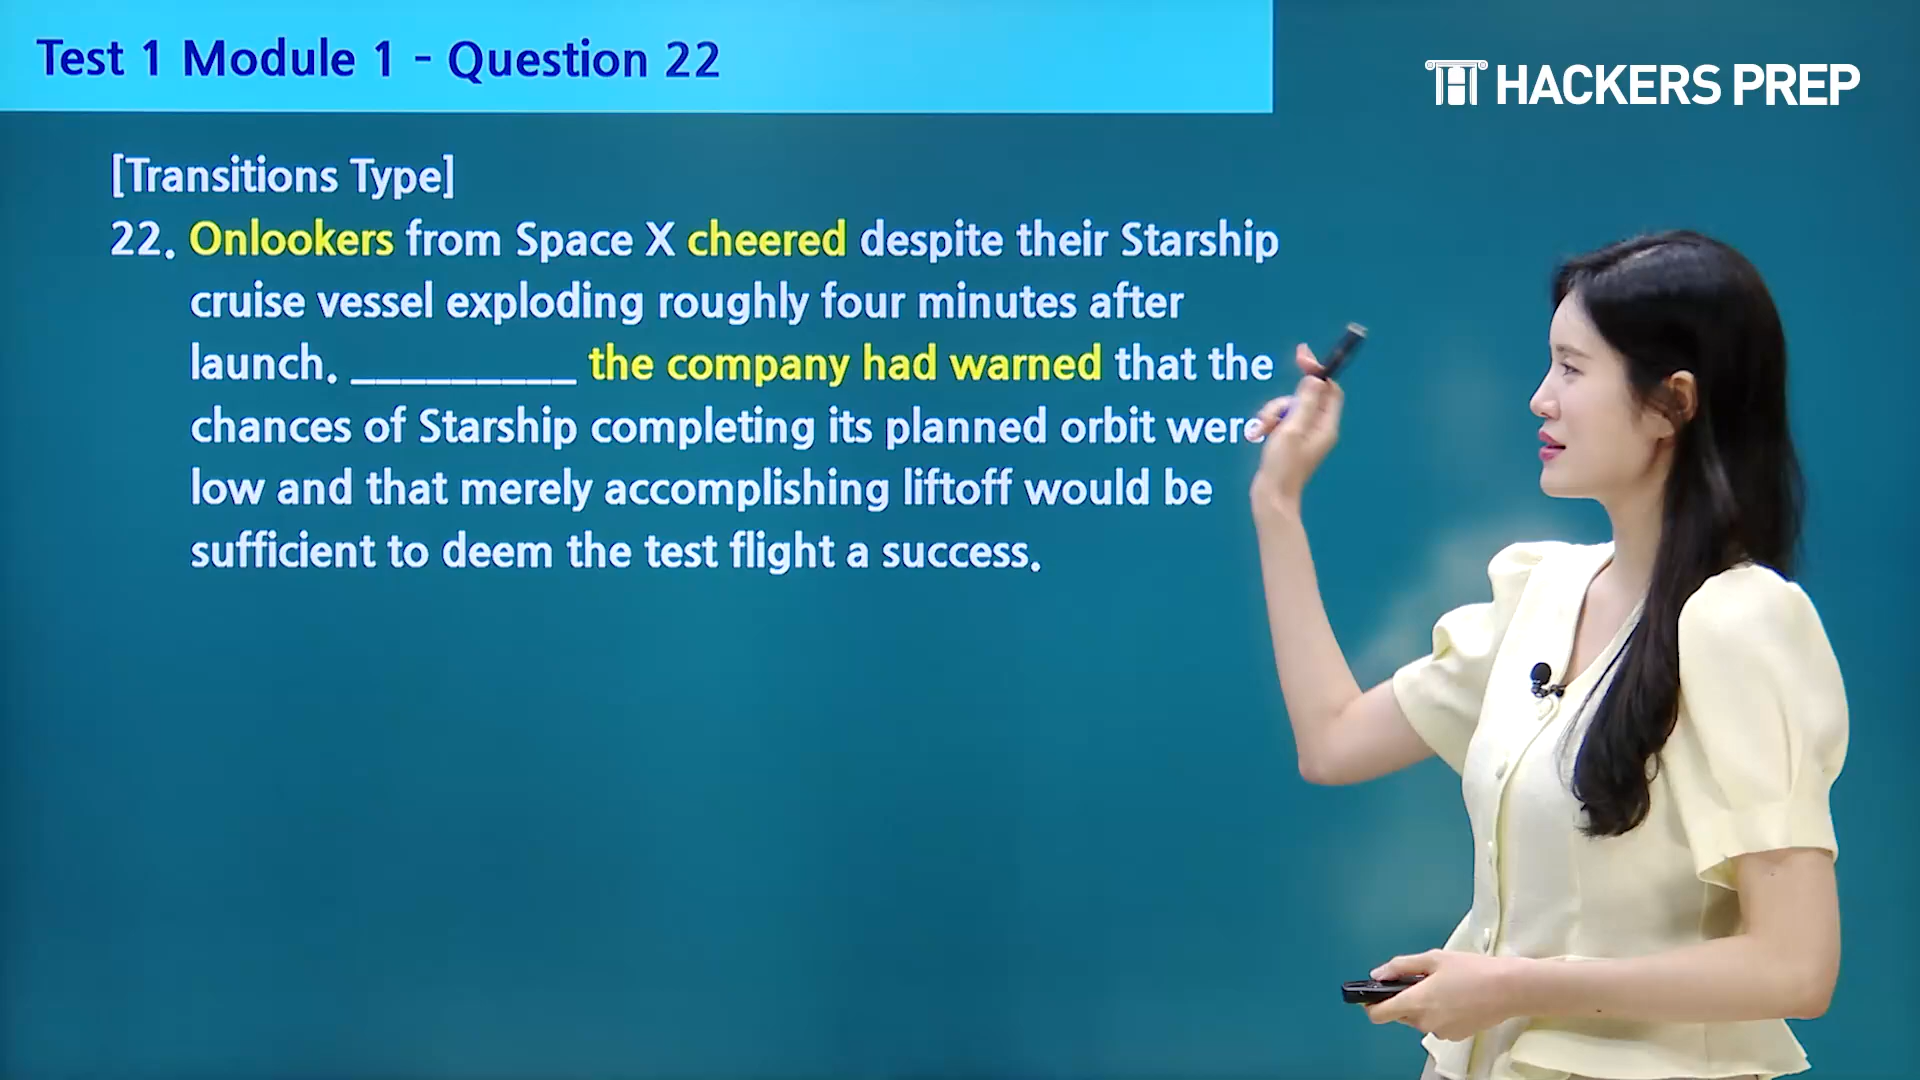 Test 1 Module 1 - Question 22
HACKERS PREP
[Transitions Type]
22. Onlookers from Space X cheered despite their Starship
cruise vessel exploding roughly four minutes after
launch. __________ the company had warned that the
chances of Starship completing its planned orbit were
low and that merely accomplishing liftoff would be
sufficient to deem the test flight a success.